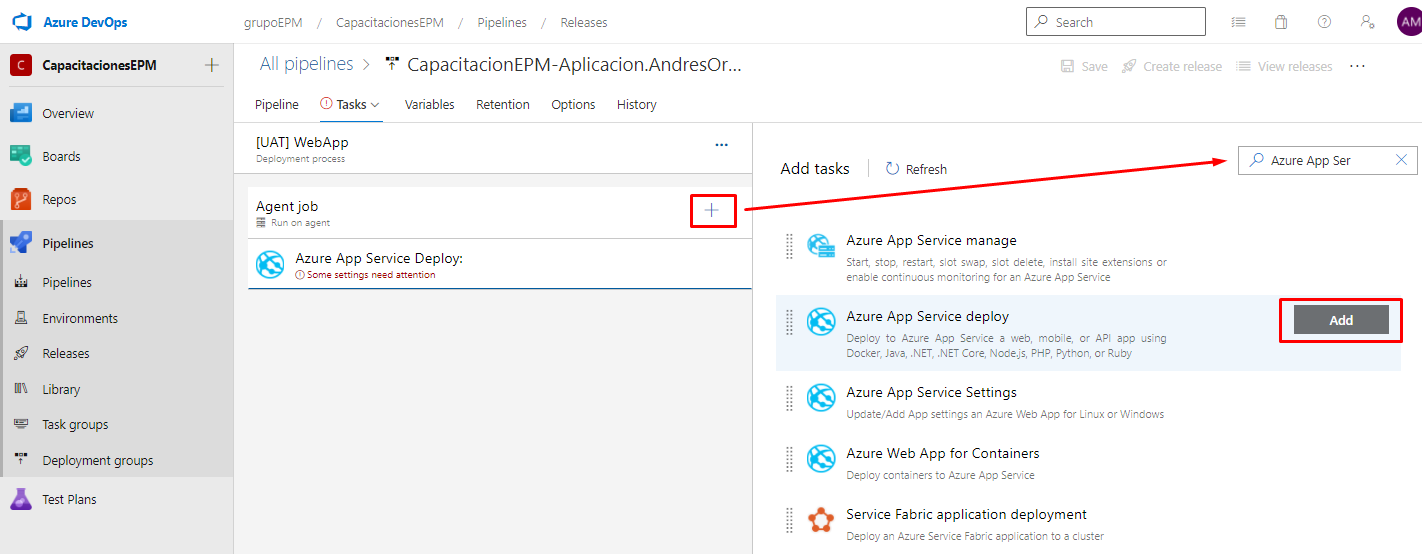 Azure DevOps
grupoEPM / CapacitacionesEPM / Pipelines / Releases
Search
AM
C CapacitacionesEPM
Overview
Boards
Repos
Pipelines
Pipelines
Environments
Releases
Library
Task groups
Deployment groups
Test Plans
All pipelines > CapacitacionEPM-Aplicacion.AndresOr...
Save Create release View releases ...
Pipeline Tasks Variables Retention Options History
[UAT] WebApp
Deployment process
...
Agent job
Run on agent
Azure App Service Deploy:
Some settings need attention
Add tasks Refresh
Azure App Ser
Azure App Service manage
Start, stop, restart, slot swap, slot delete, install site extensions or
enable continuous monitoring for an Azure App Service
Azure App Service deploy
Deploy to Azure App Service a web, mobile, or API app using
Docker, Java, .NET, .NET Core, Node.js, PHP, Python, or Ruby
Add
Azure App Service Settings
Update/Add App settings an Azure Web App for Linux or Windows
Azure Web App for Containers
Deploy containers to Azure App Service
Service Fabric application deployment
Deploy an Azure Service Fabric application to a cluster